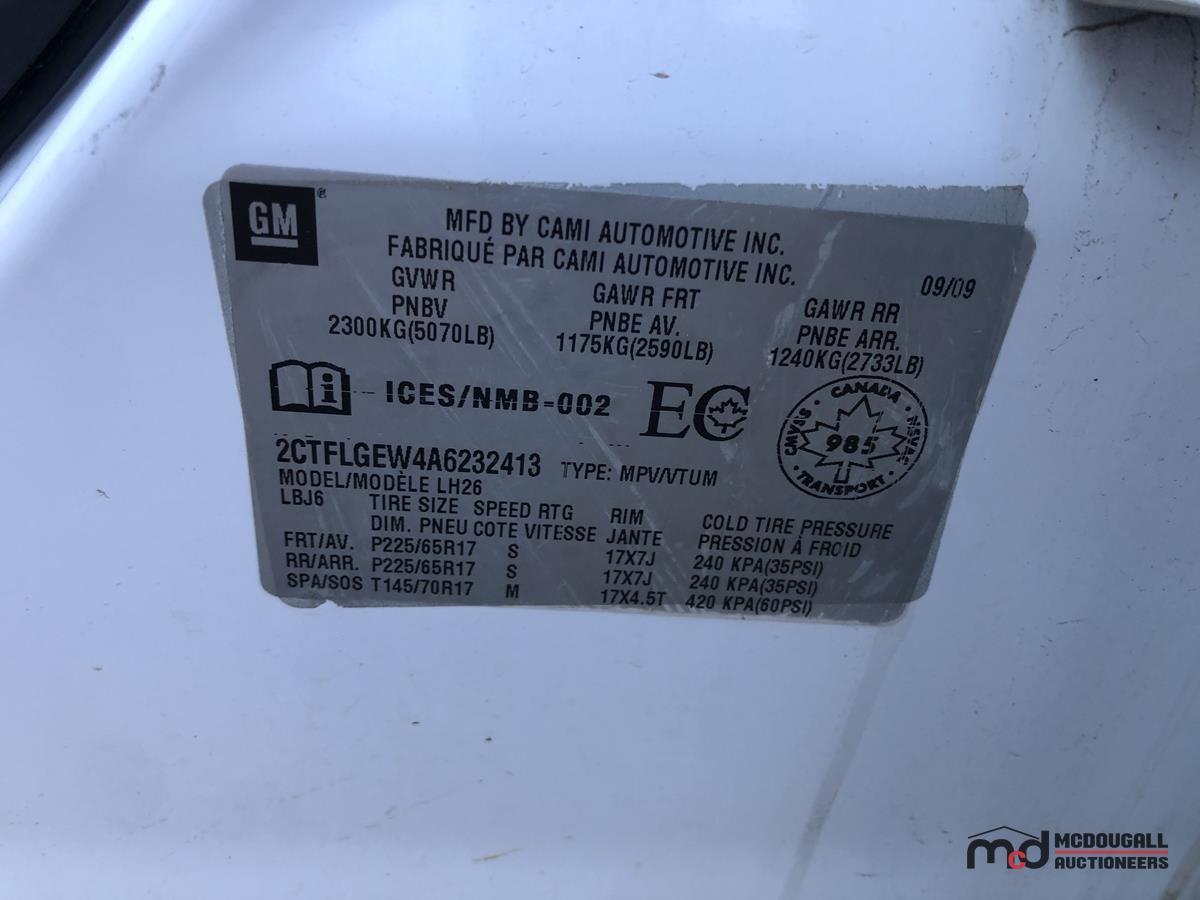 GM®
MFD BY CAMI AUTOMOTIVE INC.
FABRIQUÉ PAR CAMI AUTOMOTIVE INC.
09/09
GVWR GAWR FRT GAWR RR
PNBV PNBE AV. PNBE ARR.
2300KG(5070LB) 1175KG(2590LB) 1240KG(2733LB)
i ICES/NMB-002 EC
CANADA
CMVSS 985 NSVAC
TRANSPORT
2CTFLGEW4A6232413 TYPE: MPV/VTUM
MODEL/MODÈLE LH26
LBJ6 TIRE SIZE SPEED RTG RIM COLD TIRE PRESSURE
DIM. PNEU COTE VITESSE JANTE PRESSION À FROID
FRT/AV. P225/65R17 S 17X7J 240 KPA(35PSI)
RR/ARR. P225/65R17 S 17X7J 240 KPA(35PSI)
SPA/SOS T145/70R17 M 17X4.5T 420 KPA(60PSI)
mcd MCDOUGALL
AUCTIONEERS